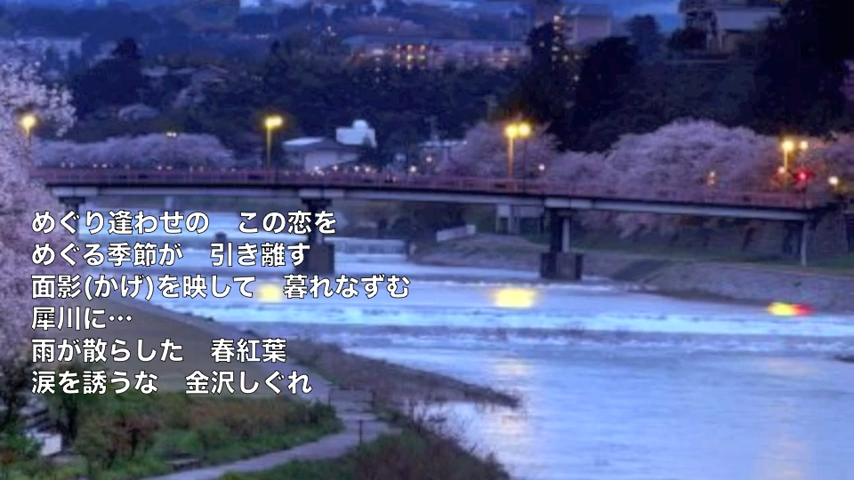 めぐり逢わせの　この恋を
めぐる季節が　引き離す
面影(かげ)を映して　暮れなずむ
犀川に…
雨が散らした　春紅葉
涙を誘うな　金沢しぐれ